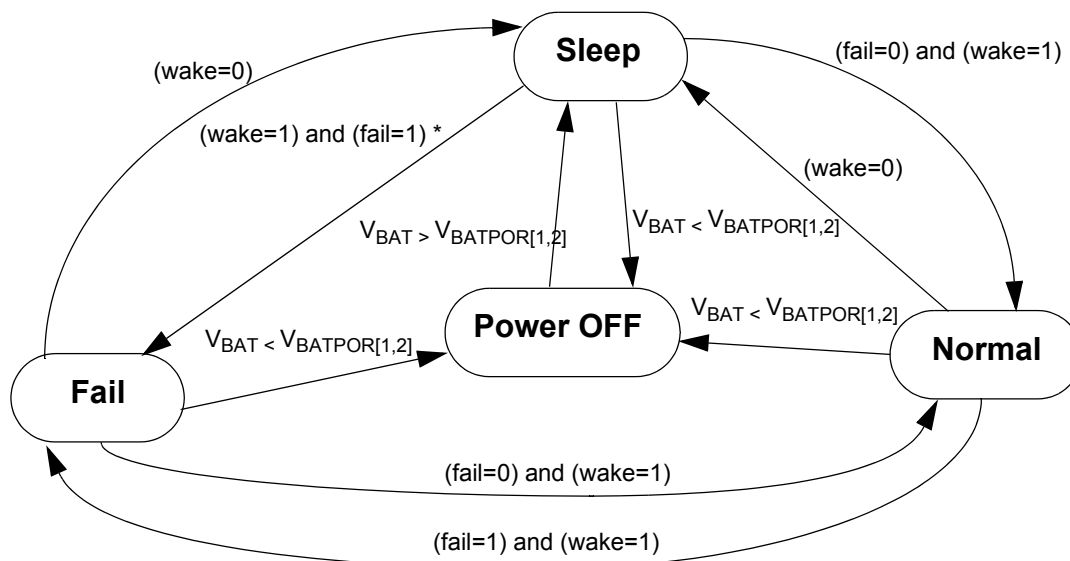 Sleep
(fail=0) and (wake=1)
(wake=0)
(wake=1) and (fail=1) *
(wake=0)
VBAT > VBATPOR[1,2]
VBAT < VBATPOR[1,2]
VBAT < VBATPOR[1,2]
Power OFF
VBAT < VBATPOR[1,2]
Normal
Fail
(fail=0) and (wake=1)
(fail=1) and (wake=1)